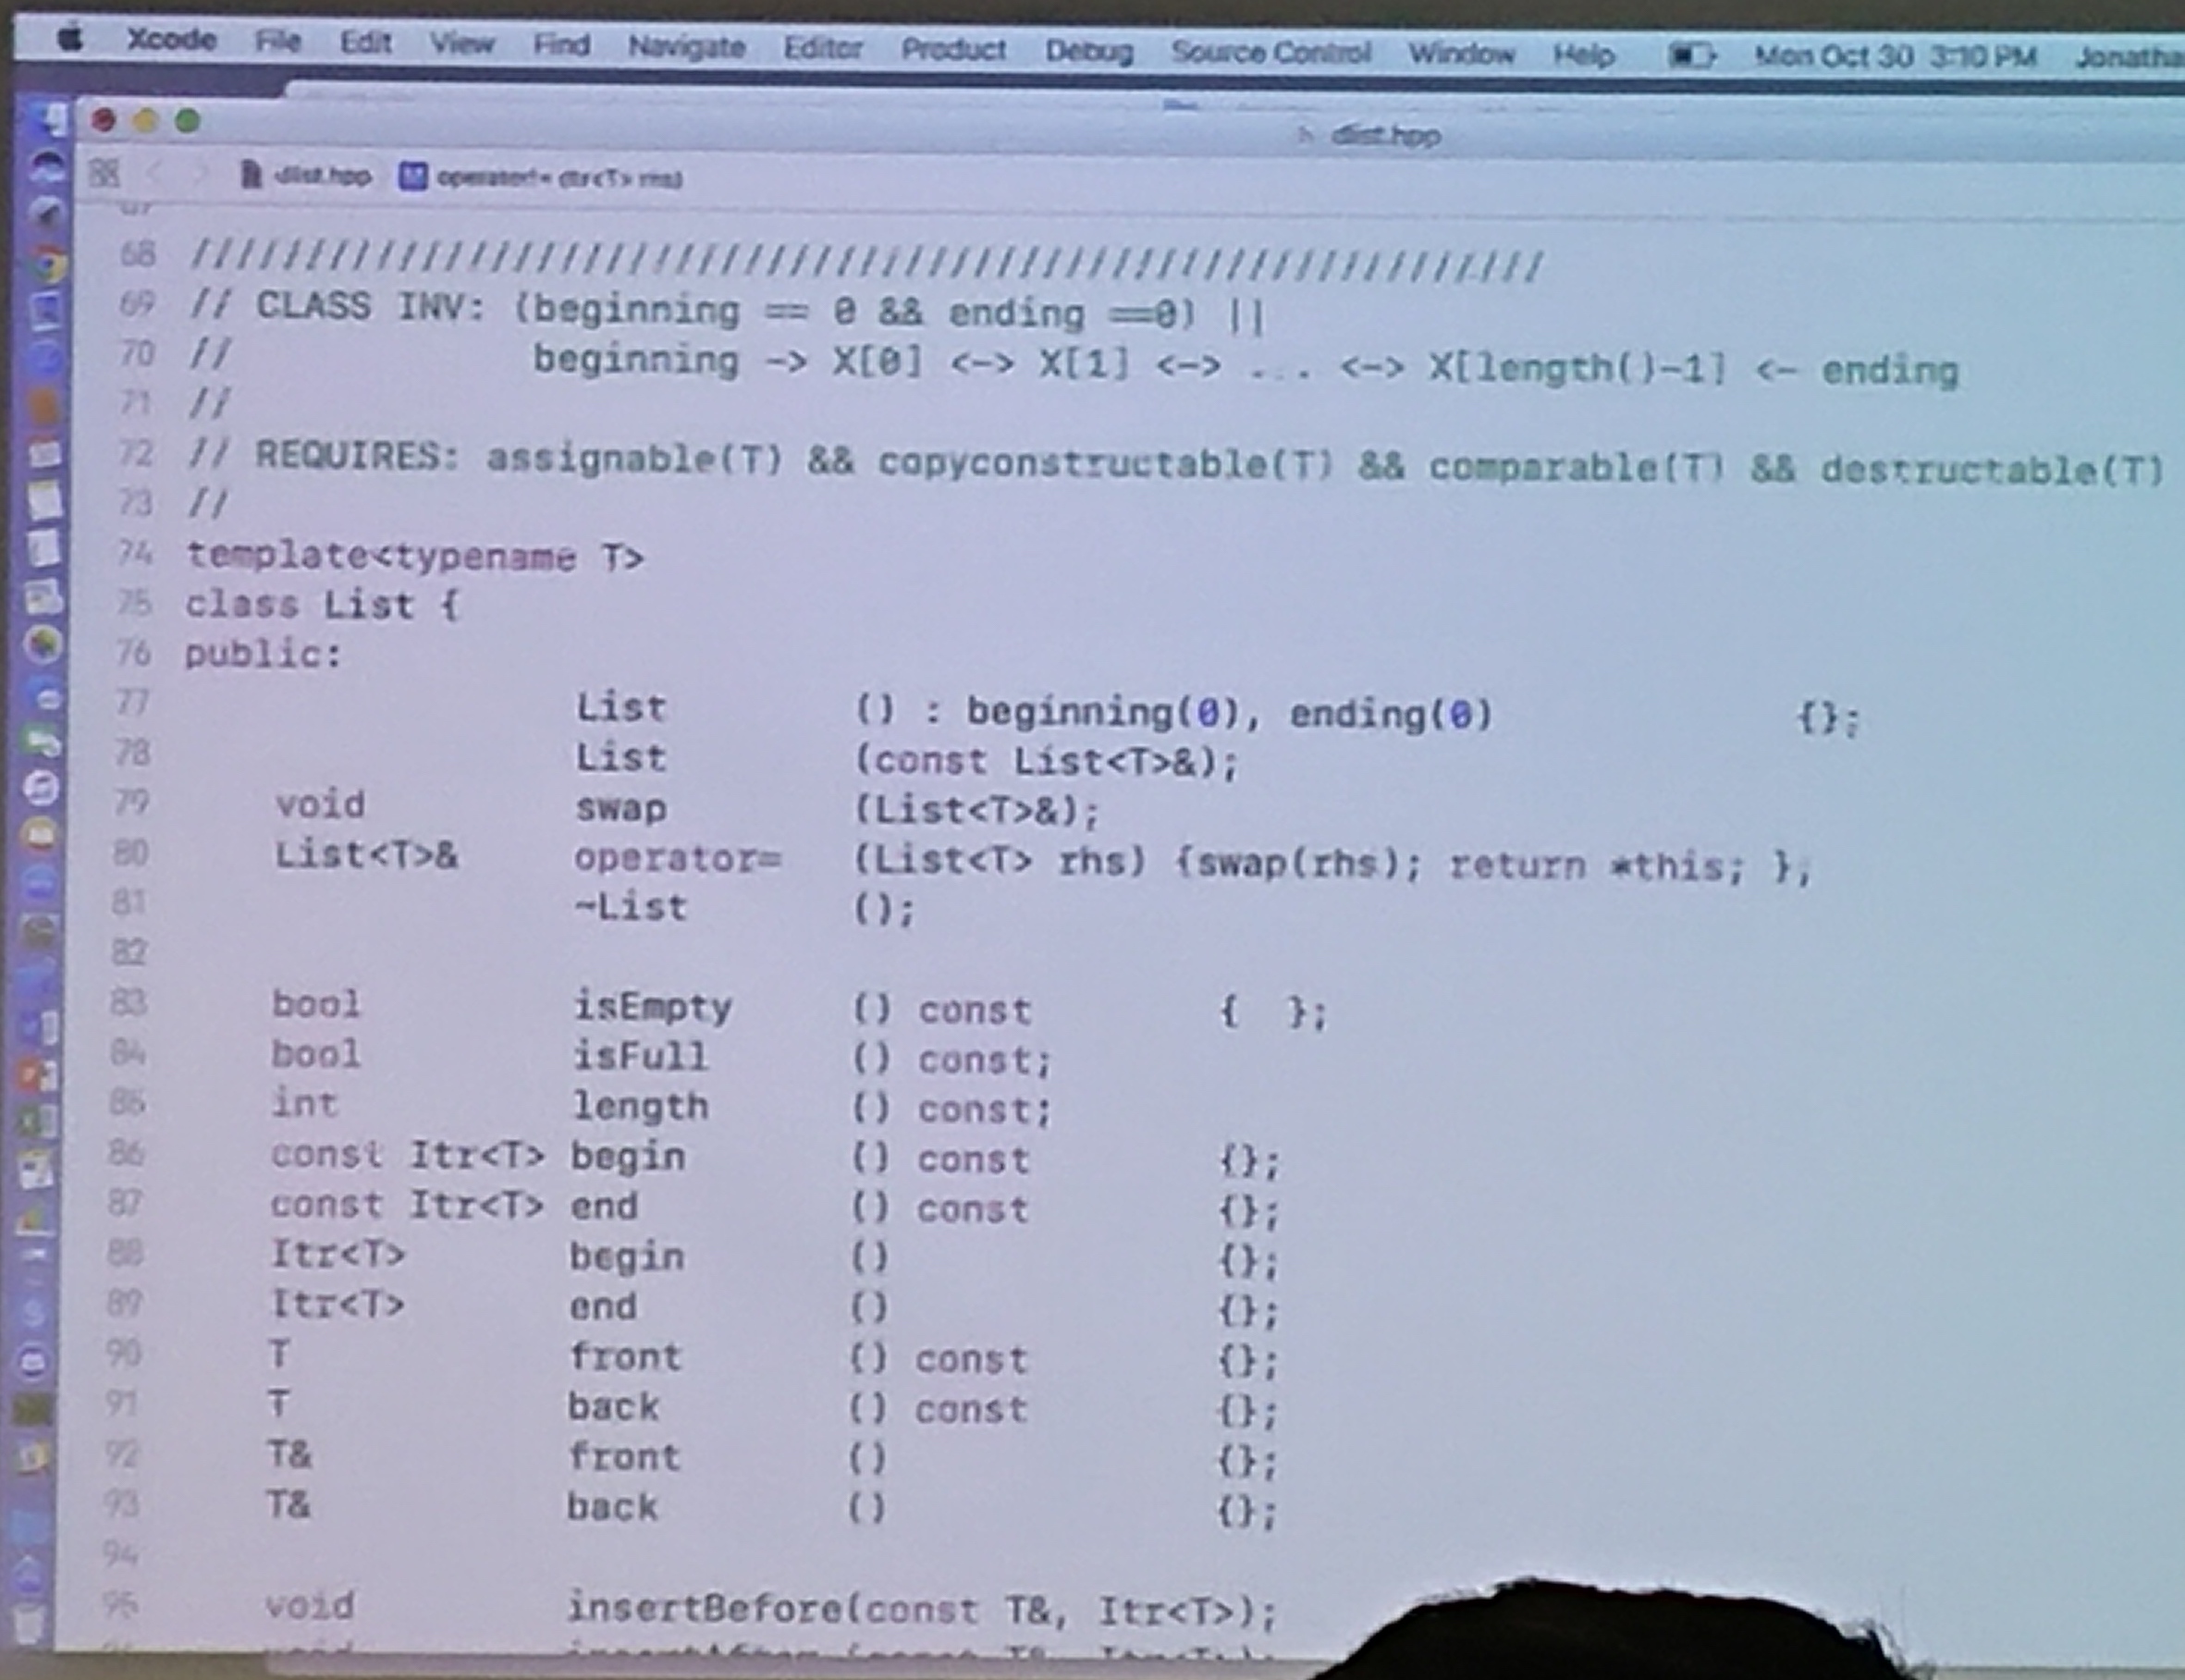 Xcode File Edit View Find Navigate Editor Product Debug Source Control Window Help Mon Oct 30 3:10 PM Jonatha
dlist.hpp
dlist.hpp operator!= (Itr<T> rhs)
68 ////////////////////////////////////////////////////////////
69 // CLASS INV: (beginning == 0 && ending ==0) ||
70 // beginning -> X[0] <-> X[1] <-> ... <-> X[length()-1] <- ending
71 //
72 // REQUIRES: assignable(T) && copyconstructable(T) && comparable(T) && destructable(T)
73 //
74 template<typename T>
75 class List {
76 public:
77 List () : beginning(0), ending(0) {};
78 List (const List<T>&);
79 void swap (List<T>&);
80 List<T>& operator= (List<T> rhs) {swap(rhs); return *this; };
81 ~List ();
82
83 bool isEmpty () const { };
84 bool isFull () const;
85 int length () const;
86 const Itr<T> begin () const {};
87 const Itr<T> end () const {};
88 Itr<T> begin () {};
89 Itr<T> end () {};
90 T front () const {};
91 T back () const {};
92 T& front () {};
93 T& back () {};
94
95 void insertBefore(const T&, Itr<T>);